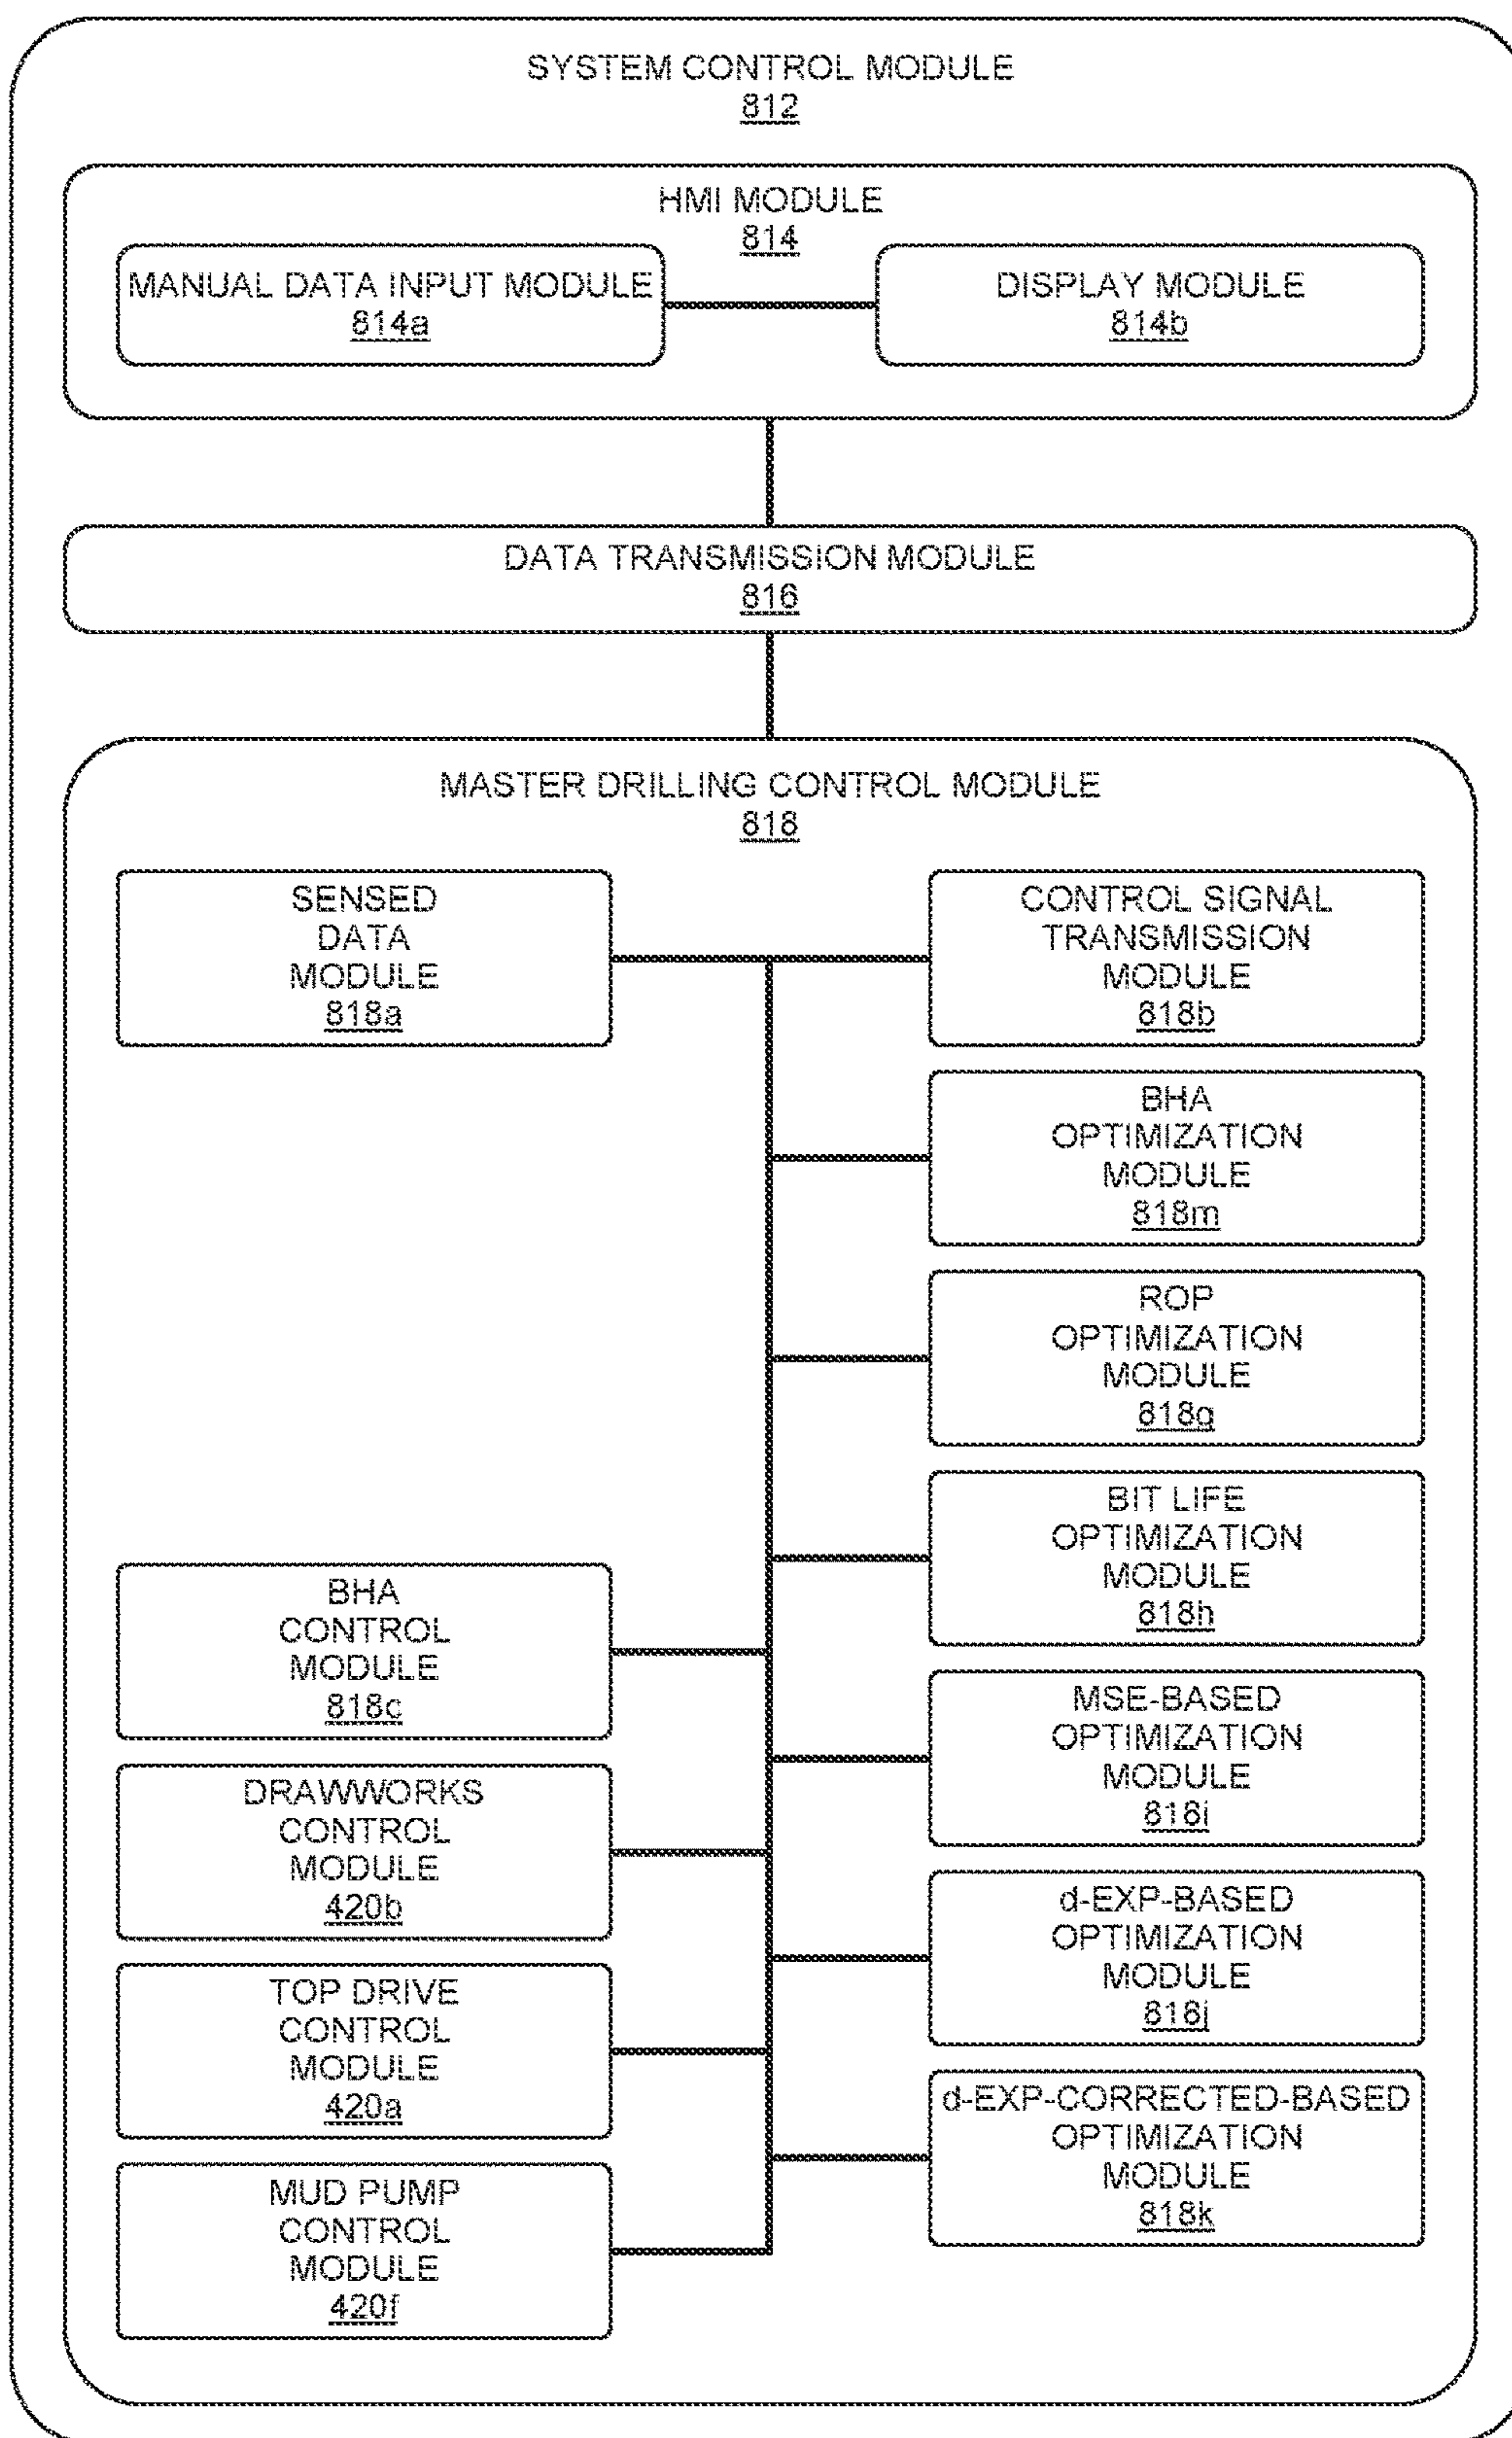 SYSTEM CONTROL MODULE
812
HMI MODULE
814
MANUAL DATA INPUT MODULE
814a
DISPLAY MODULE
814b
DATA TRANSMISSION MODULE
816
MASTER DRILLING CONTROL MODULE
818
SENSED
DATA
MODULE
818a
CONTROL SIGNAL
TRANSMISSION
MODULE
818b
BHA
OPTIMIZATION
MODULE
818m
ROP
OPTIMIZATION
MODULE
818g
BIT LIFE
OPTIMIZATION
MODULE
818h
BHA
CONTROL
MODULE
818c
MSE-BASED
OPTIMIZATION
MODULE
818i
DRAWWORKS
CONTROL
MODULE
420b
d-EXP-BASED
OPTIMIZATION
MODULE
818j
TOP DRIVE
CONTROL
MODULE
420a
d-EXP-CORRECTED-BASED
OPTIMIZATION
MODULE
818k
MUD PUMP
CONTROL
MODULE
420f